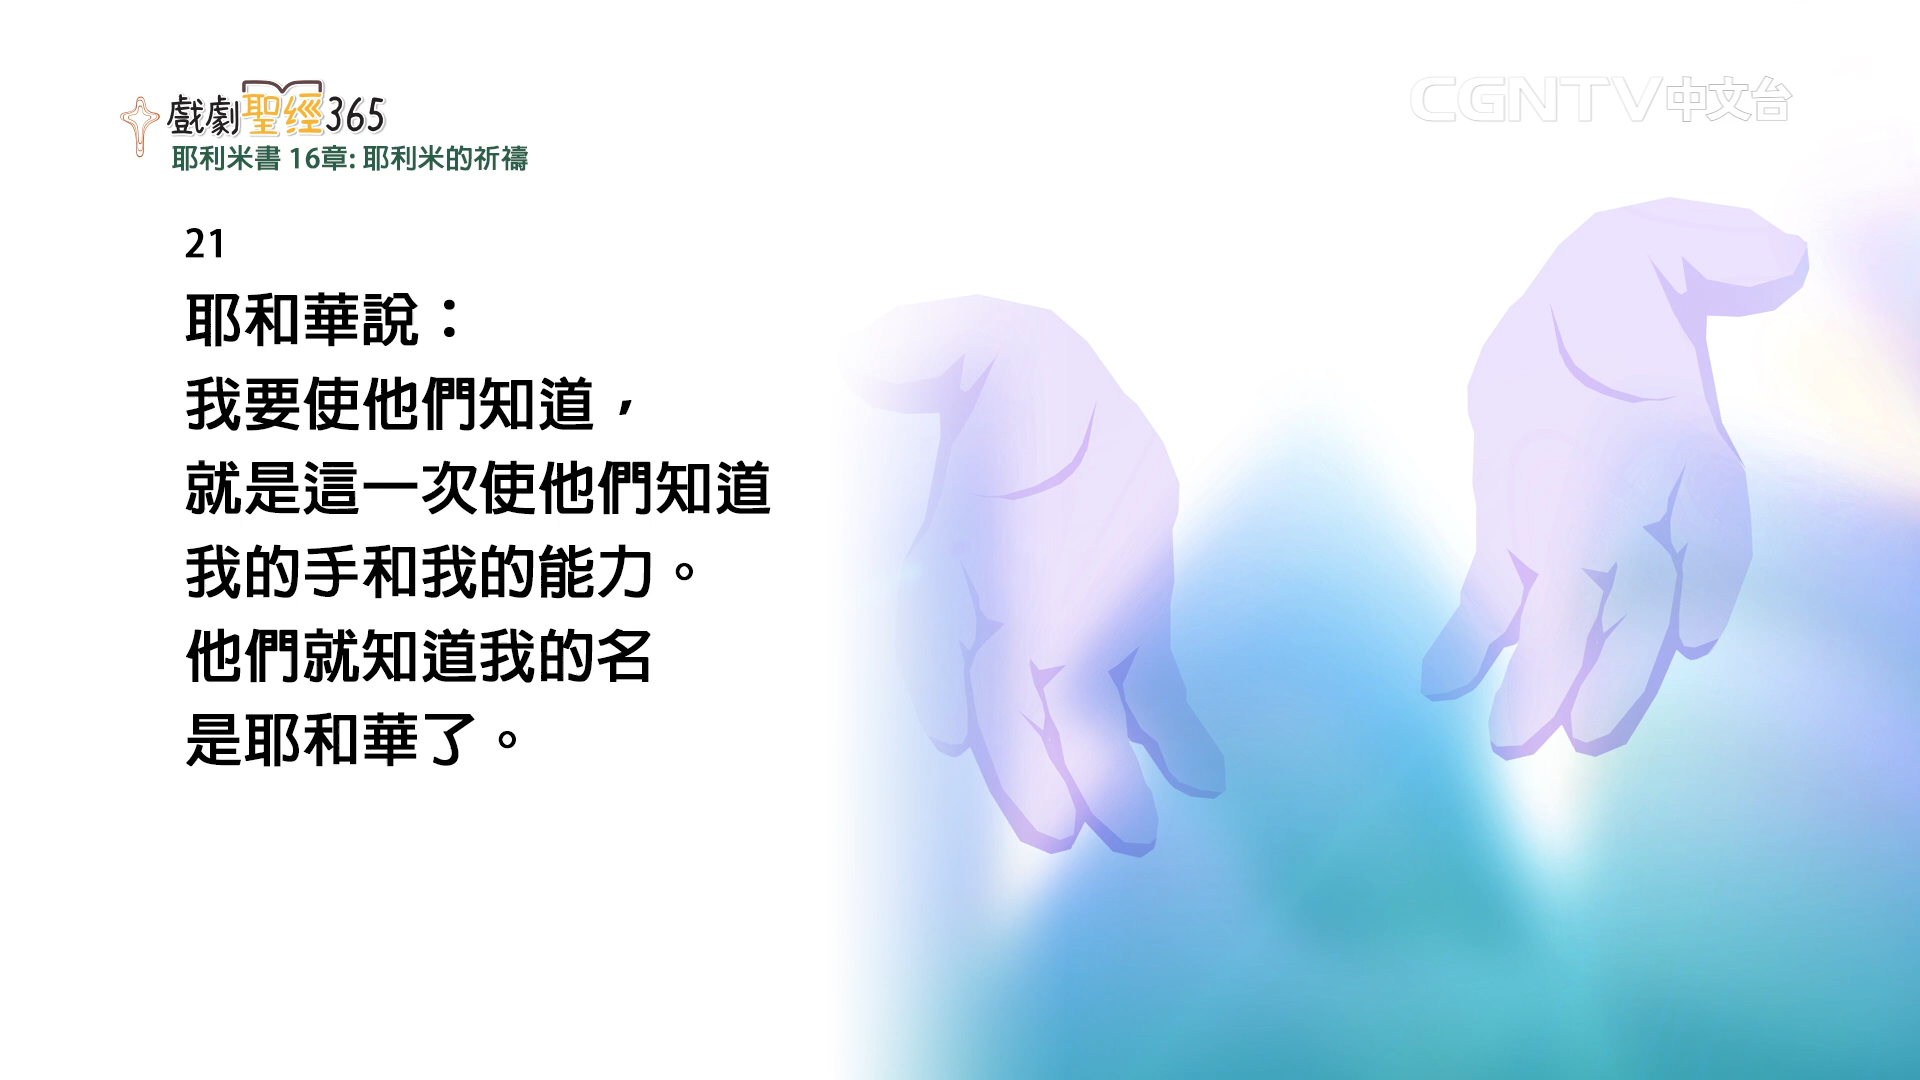 戲劇聖經365
CGNTV中文台
耶利米書 16章: 耶利米的祈禱
21
耶和華說：
我要使他們知道，
就是這一次使他們知道
我的手和我的能力。
他們就知道我的名
是耶和華了。